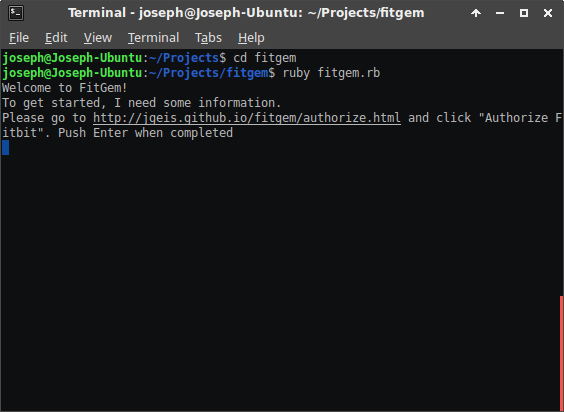 Terminal - joseph@Joseph-Ubuntu: ~/Projects/fitgem
File Edit View Terminal Tabs Help
joseph@Joseph-Ubuntu:~/Projects$ cd fitgem
joseph@Joseph-Ubuntu:~/Projects/fitgem$ ruby fitgem.rb
Welcome to FitGem!
To get started, I need some information.
Please go to http://jgeis.github.io/fitgem/authorize.html and click "Authorize F
itbit". Push Enter when completed